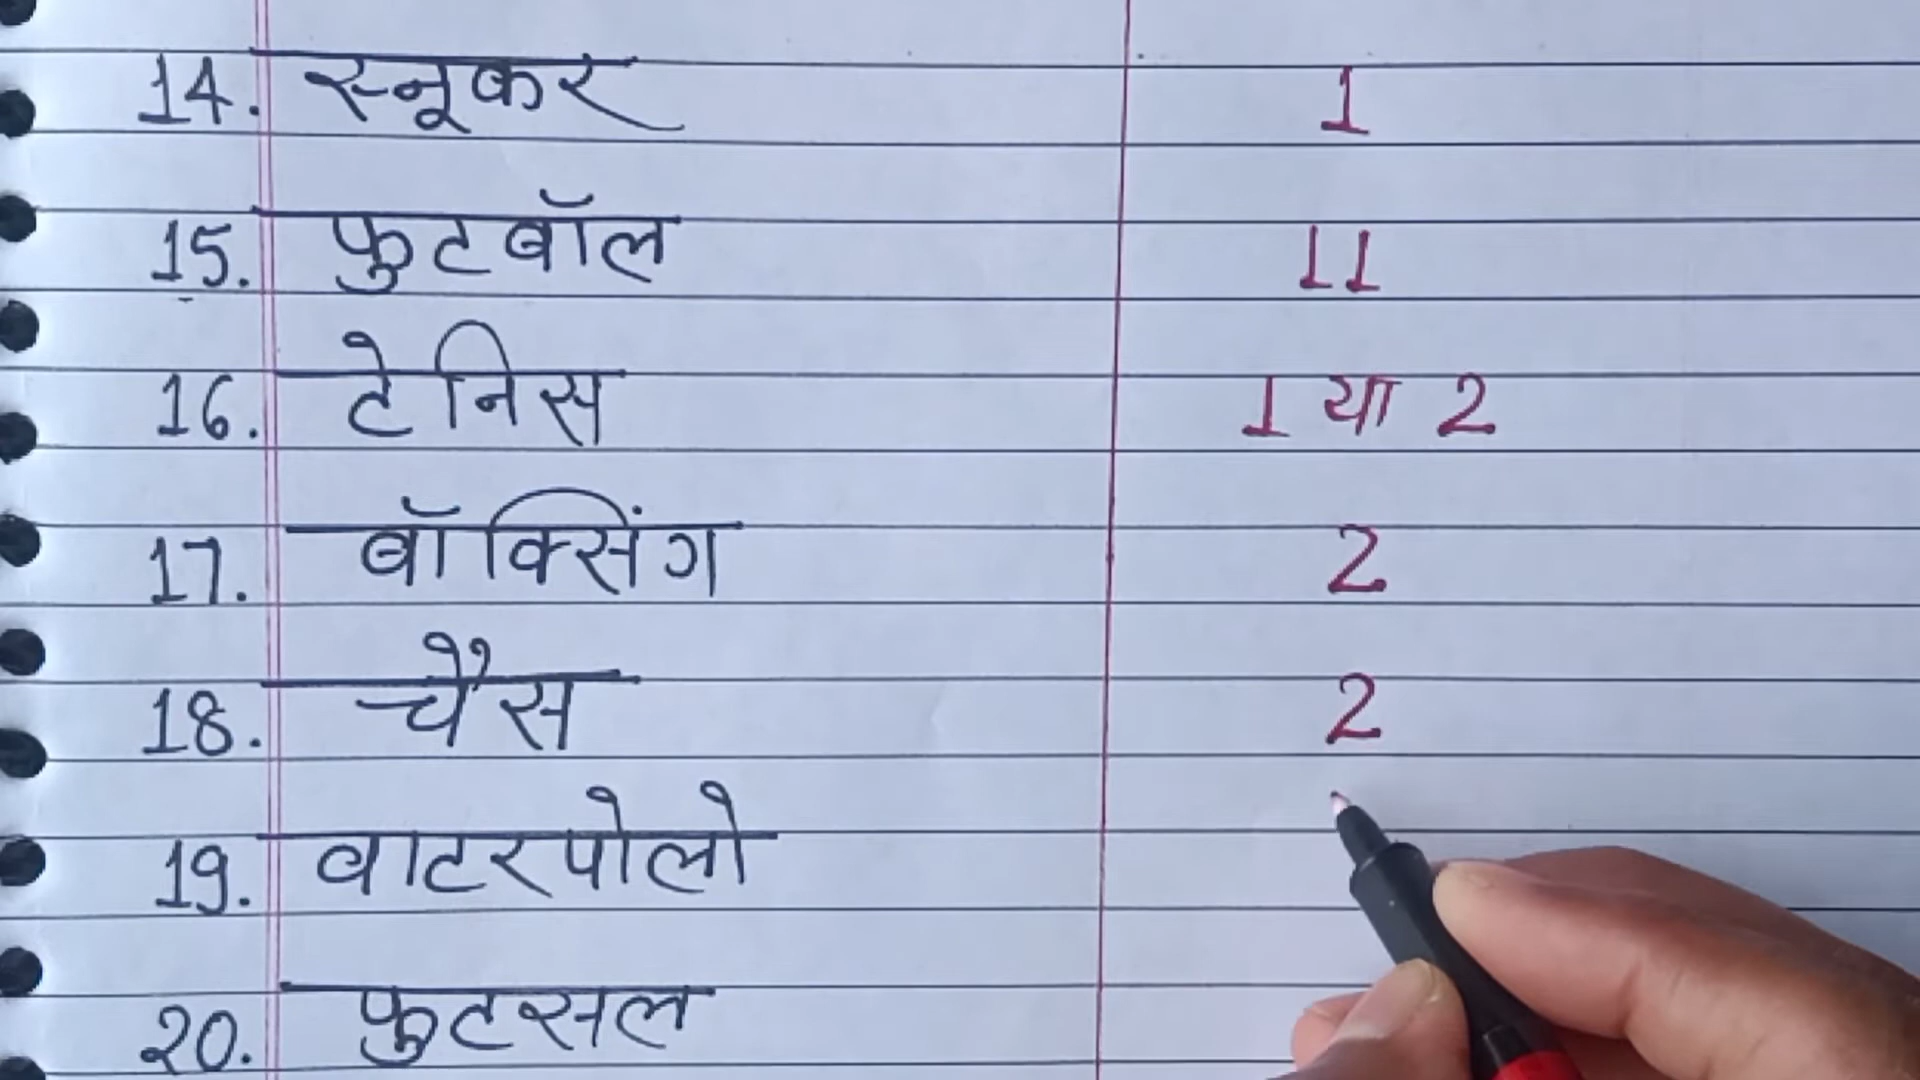 14. स्नूकर 1
15. फुटबॉल 11
16. टेनिस 1 या 2
17. बॉक्सिंग 2
18. चैस 2
19. वाटरपोलो
20. फुटसल